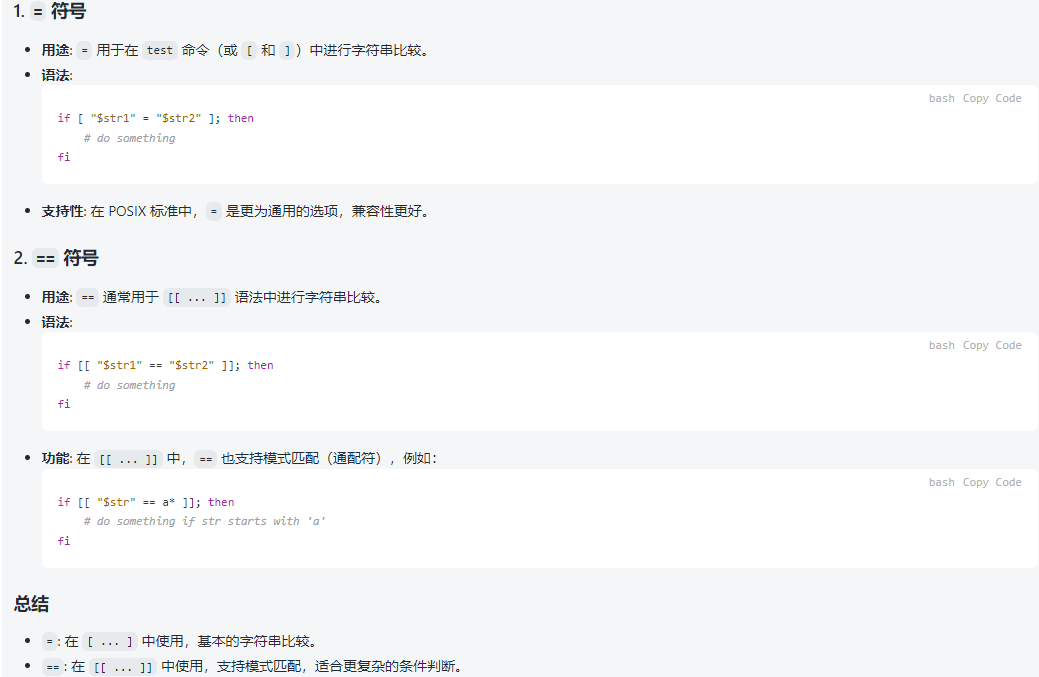 1. = 符号
• 用途: = 用于在 test 命令（或 [ 和 ] ）中进行字符串比较。
• 语法:
bash Copy Code
if [ "$str1" = "$str2" ]; then
    # do something
fi
• 支持性: 在 POSIX 标准中， = 是更为通用的选项，兼容性更好。
2. == 符号
• 用途: == 通常用于 [[ ... ]] 语法中进行字符串比较。
• 语法:
bash Copy Code
if [[ "$str1" == "$str2" ]]; then
    # do something
fi
• 功能: 在 [[ ... ]] 中， == 也支持模式匹配（通配符），例如：
bash Copy Code
if [[ "$str" == a* ]]; then
    # do something if str starts with 'a'
fi
总结
• = : 在 [ ... ] 中使用，基本的字符串比较。
• == : 在 [[ ... ]] 中使用，支持模式匹配，适合更复杂的条件判断。